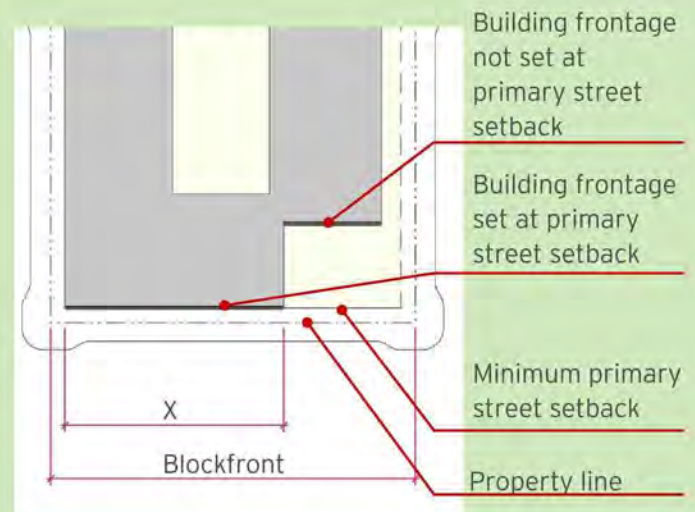 Building frontage
not set at
primary street
setback
Building frontage
set at primary
street setback
Minimum primary
street setback
Property line
X
Blockfront